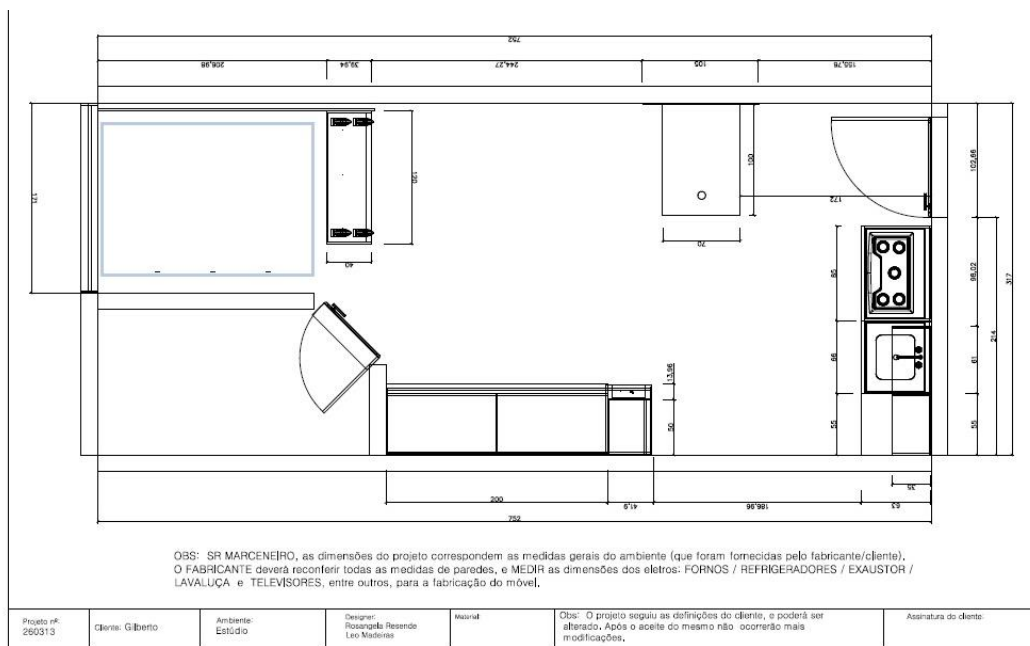 752
206,98
39,94
244,27
105
155,78
171
120
40
100
70
172
102,66
98,02
317
214
85
66
61
55
55
13,96
50
35
200
41,9
186,96
63
752
OBS: SR MARCENEIRO, as dimensões do projeto correspondem as medidas gerais do ambiente (que foram fornecidas pelo fabricante/cliente).
O FABRICANTE deverá reconferir todas as medidas de paredes, e MEDIR as dimensões dos eletros: FORNOS / REFRIGERADORES / EXAUSTOR /
LAVALUÇA e TELEVISORES, entre outros, para a fabricação do móvel.
Projeto nº:
260313
Cliente: Gilberto
Ambiente:
Estúdio
Designer:
Rosangela Resende
Leo Madeiras
Material:
Obs: O projeto seguiu as definições do cliente, e poderá ser
alterado. Após o aceite do mesmo não ocorrerão mais
modificações.
Assinatura do cliente: